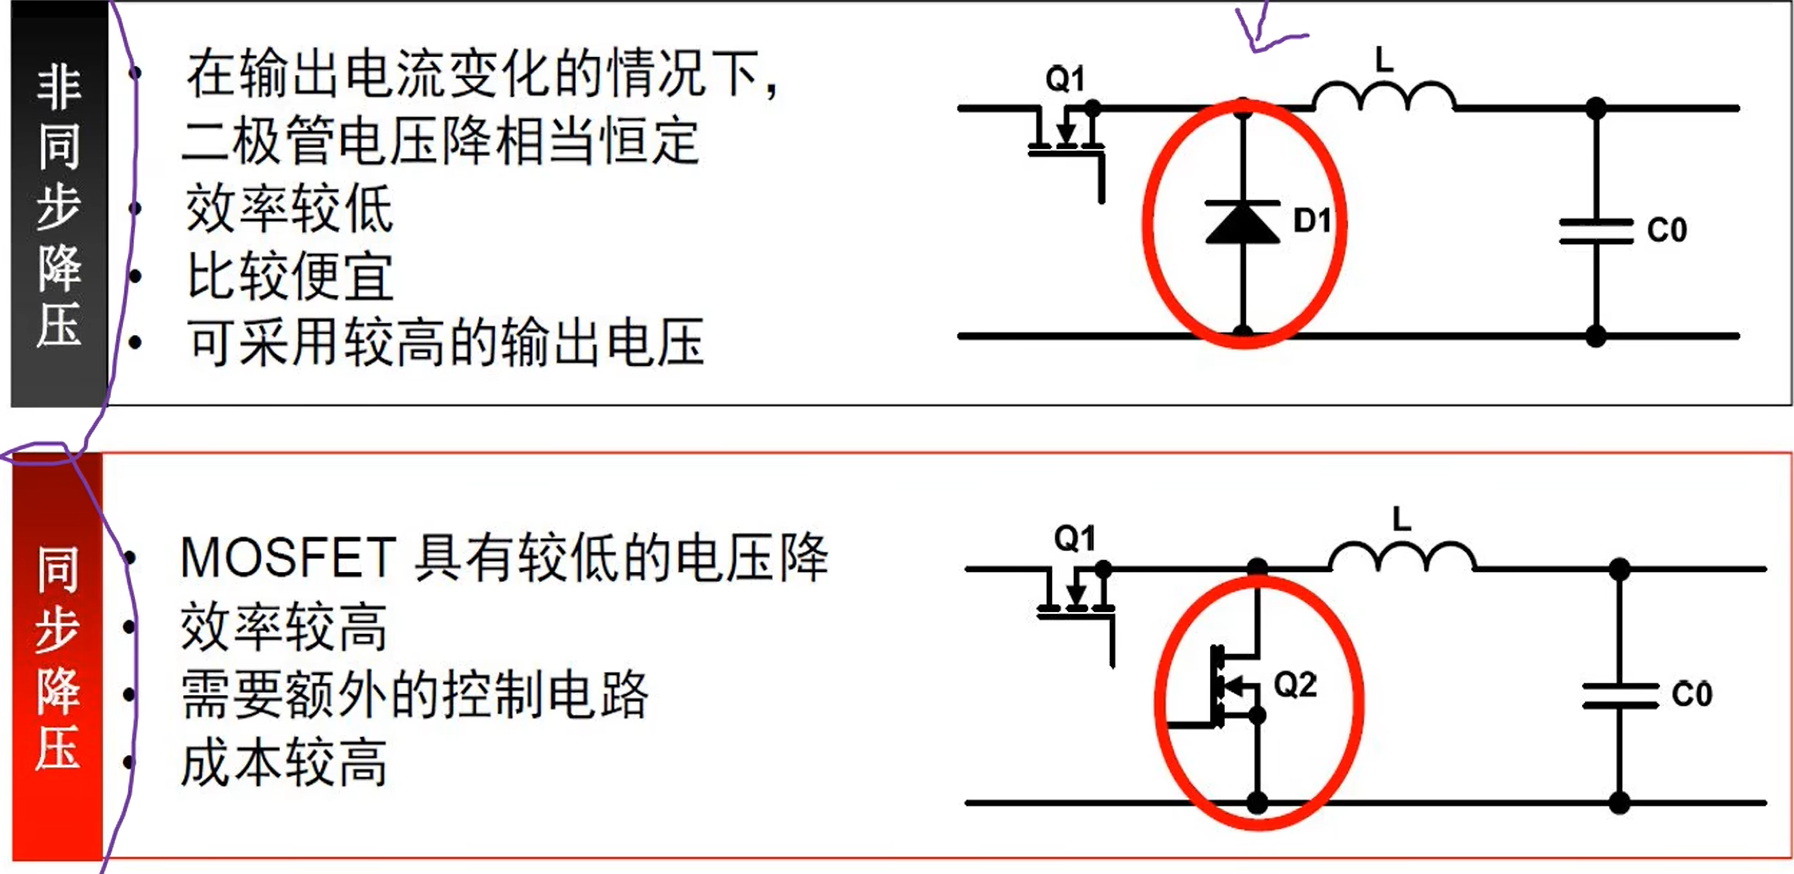 非同步降压
• 在输出电流变化的情况下，
二极管电压降相当恒定
• 效率较低
• 比较便宜
• 可采用较高的输出电压
Q1
L
D1
C0
同步降压
• MOSFET 具有较低的电压降
• 效率较高
• 需要额外的控制电路
• 成本较高
Q1
L
Q2
C0